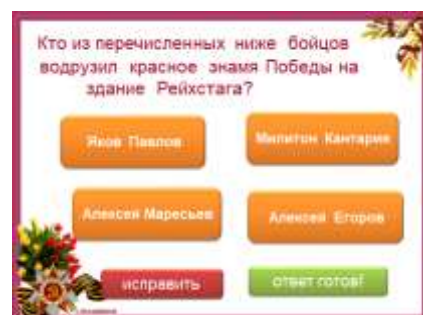 Кто из перечисленных ниже бойцов
водрузил красное знамя Победы на
здание Рейхстага?
Яков Павлов
Милитон Кантария
Алексей Маресьев
Алексей Егоров
исправить
ответ готов!